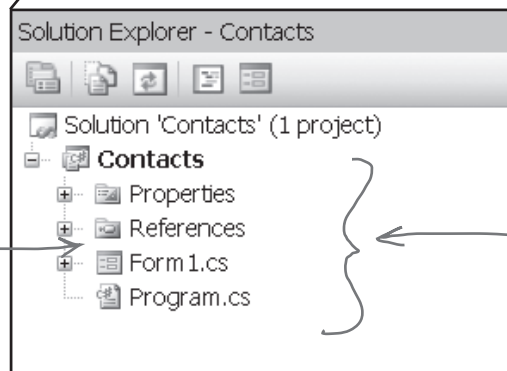 Solution Explorer - Contacts
Solution 'Contacts' (1 project)
Contacts
Properties
References
Form1.cs
Program.cs